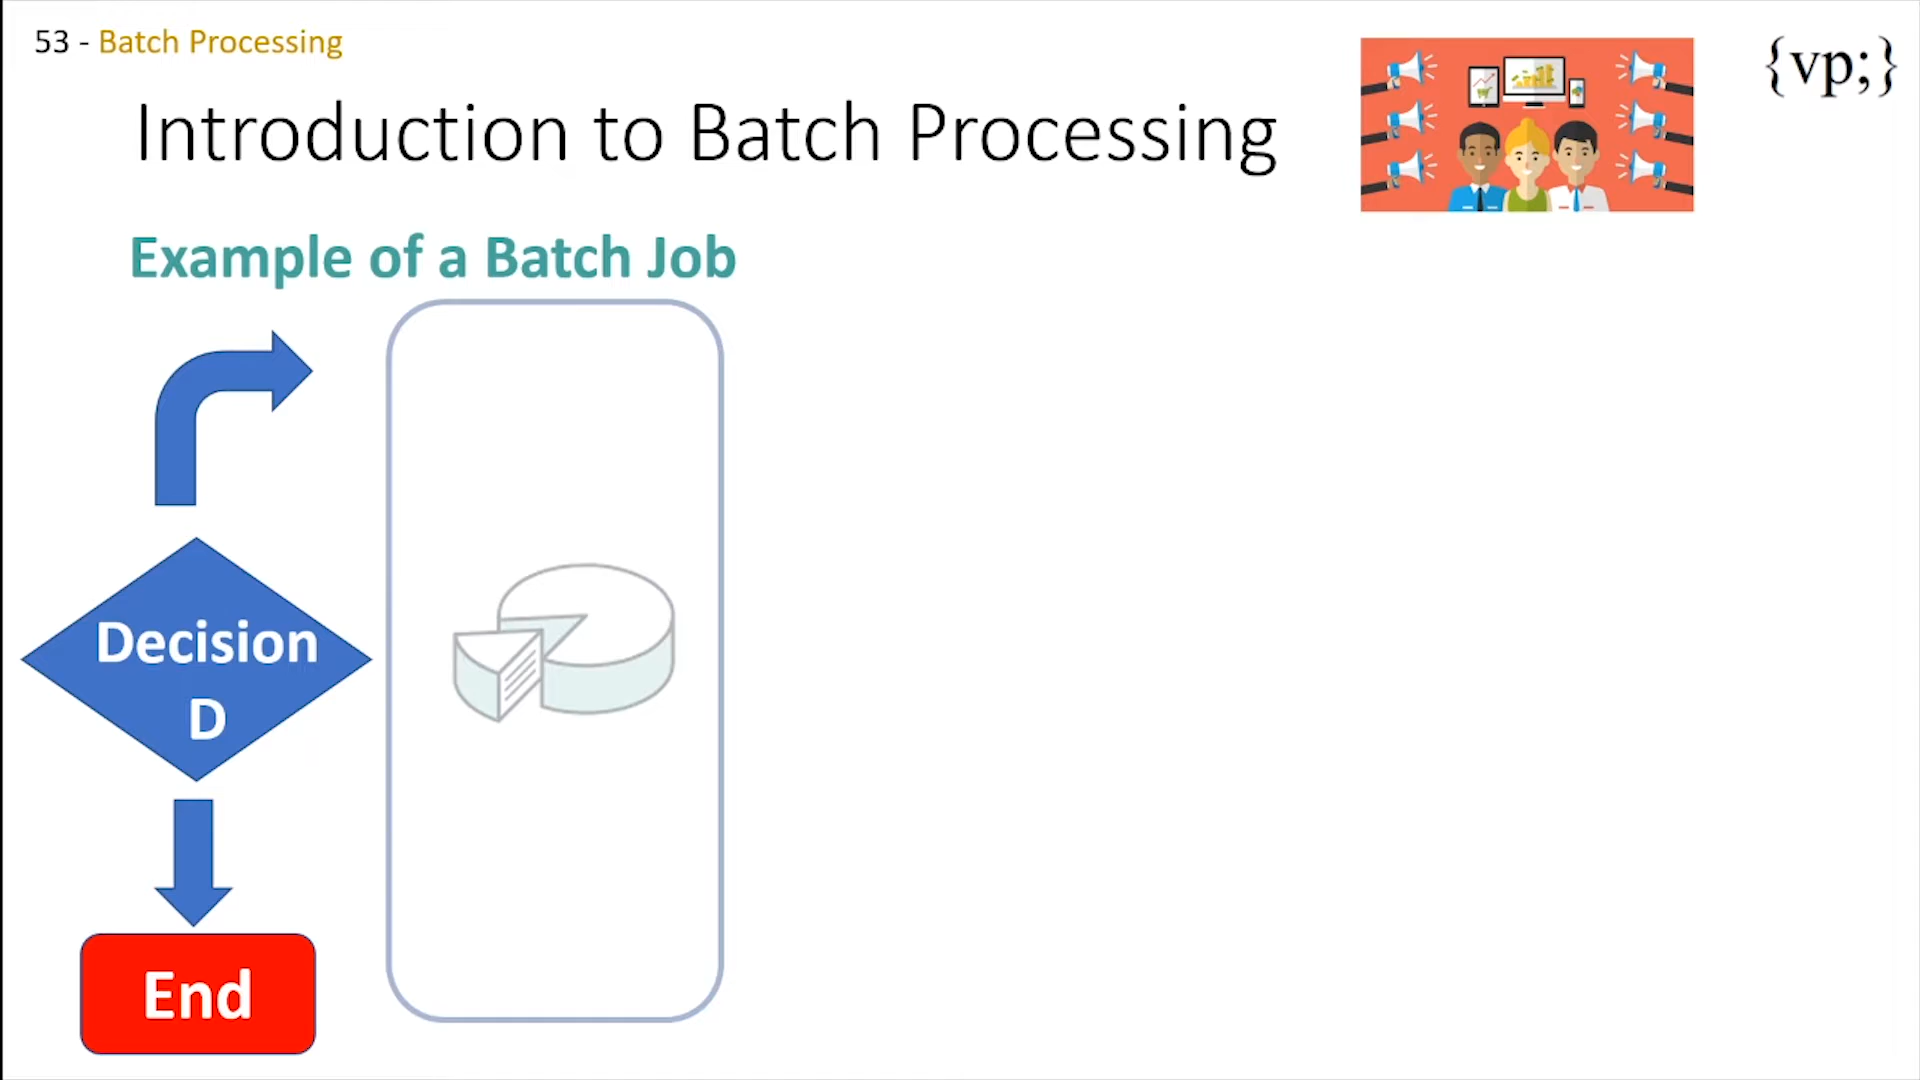 53 - Batch Processing
{vp;}
Introduction to Batch Processing
Example of a Batch Job
Decision
D
End